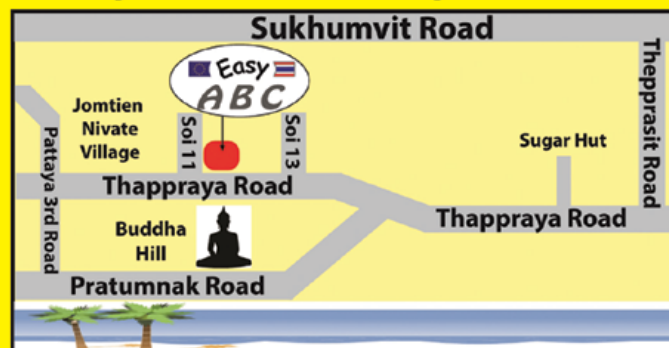 Sukhumvit Road
Easy
ABC
Thepprasit Road
Jomtien
Nivate
Village
Pattaya 3rd Road
Soi 11
Soi 13
Sugar Hut
Thappraya Road
Thappraya Road
Buddha
Hill
Pratumnak Road